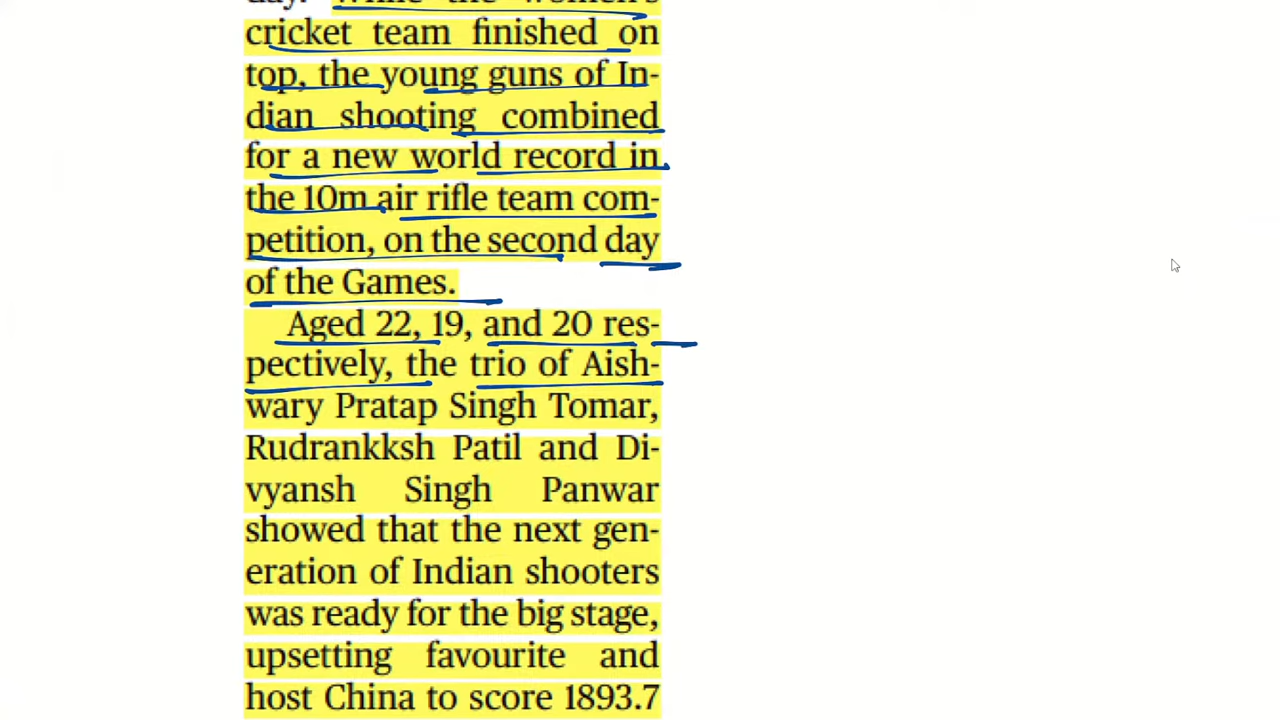 day. While the women's
cricket team finished on
top, the young guns of In-
dian shooting combined
for a new world record in
the 10m air rifle team com-
petition, on the second day
of the Games.
Aged 22, 19, and 20 res-
pectively, the trio of Aish-
wary Pratap Singh Tomar,
Rudrankksh Patil and Di-
vyansh Singh Panwar
showed that the next gen-
eration of Indian shooters
was ready for the big stage,
upsetting favourite and
host China to score 1893.7